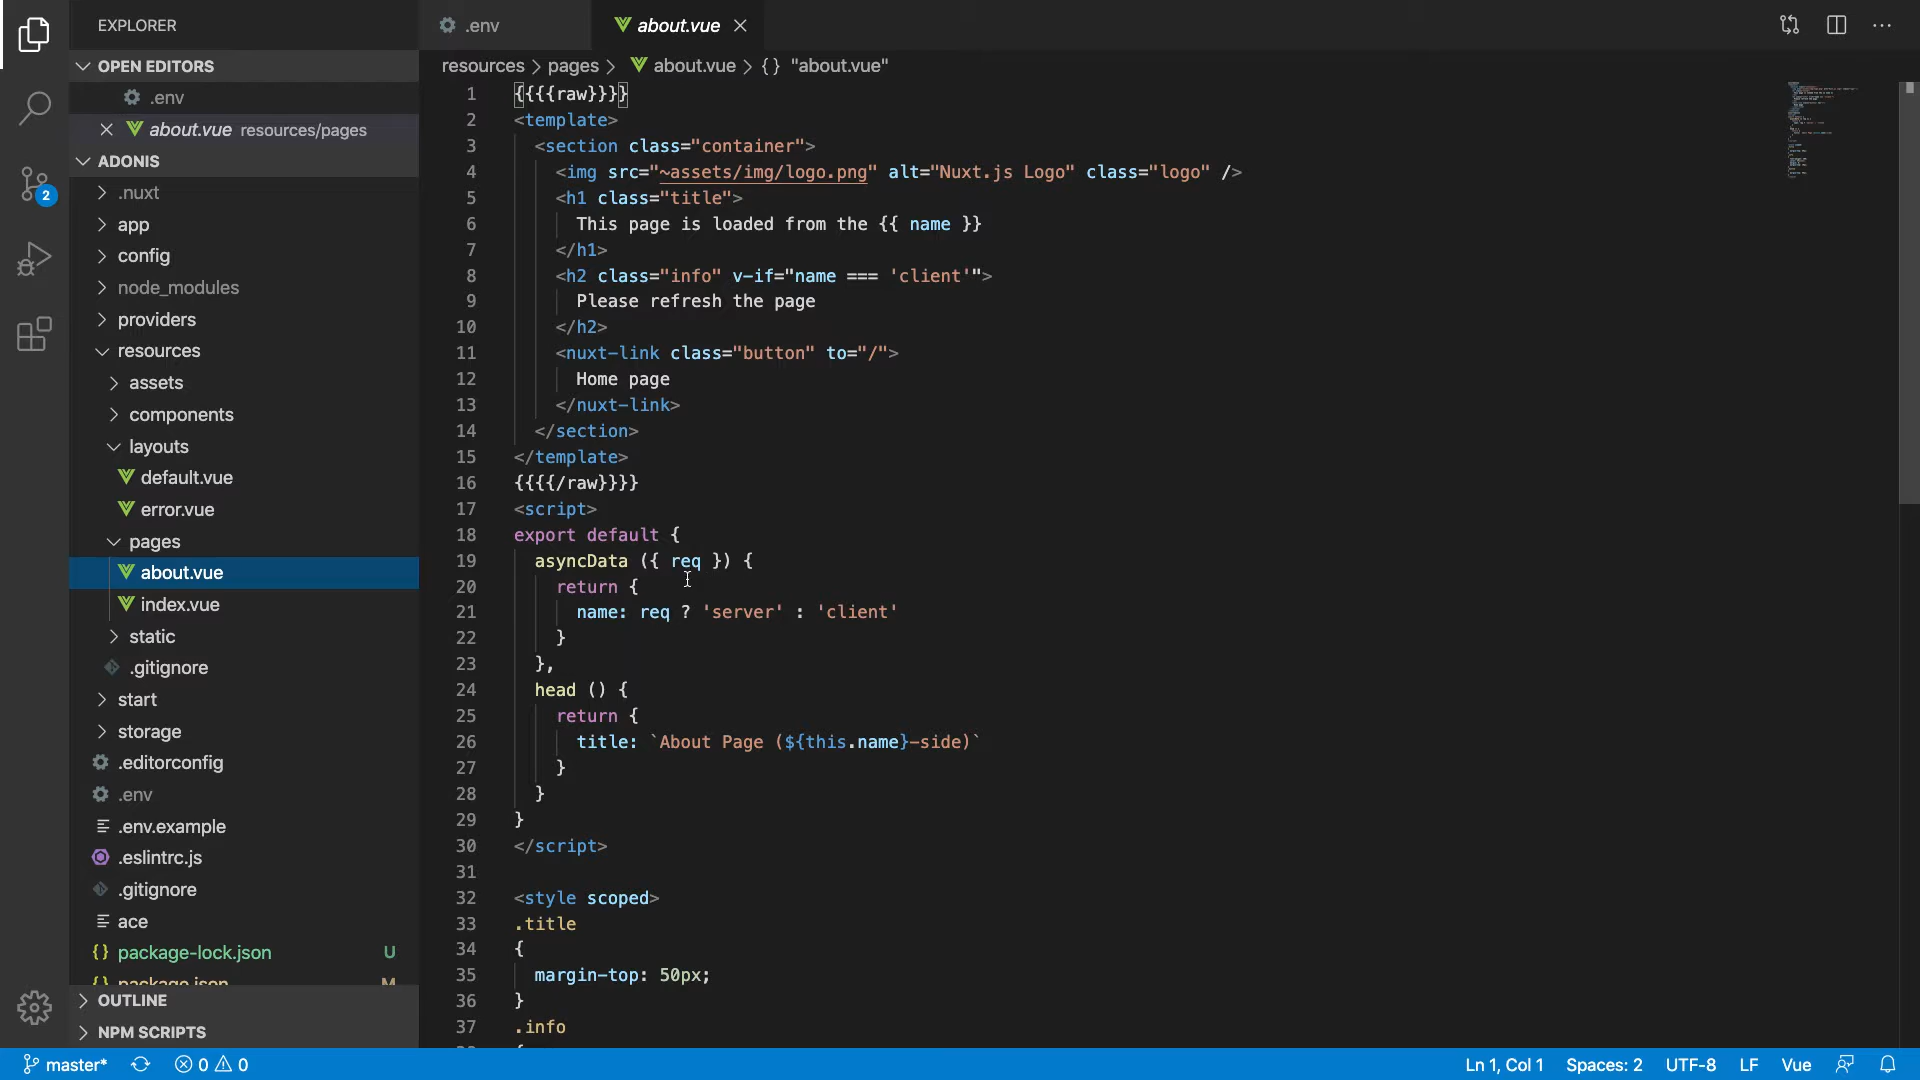 EXPLORER
OPEN EDITORS
.env
about.vue resources/pages
ADONIS
.nuxt
app
config
node_modules
providers
resources
assets
components
layouts
default.vue
error.vue
pages
about.vue
index.vue
static
.gitignore
start
storage
.editorconfig
.env
.env.example
.eslintrc.js
.gitignore
ace
package-lock.json U
package.json M
OUTLINE
NPM SCRIPTS
2
.env
about.vue
resources > pages > about.vue > {} "about.vue"
1 {{{{raw}}}}
2 <template>
3 <section class="container">
4 <img src="~assets/img/logo.png" alt="Nuxt.js Logo" class="logo" />
5 <h1 class="title">
6 This page is loaded from the {{ name }}
7 </h1>
8 <h2 class="info" v-if="name === 'client'">
9 Please refresh the page
10 </h2>
11 <nuxt-link class="button" to="/">
12 Home page
13 </nuxt-link>
14 </section>
15 </template>
16 {{{{/raw}}}}
17 <script>
18 export default {
19 asyncData ({ req }) {
20 return {
21 name: req ? 'server' : 'client'
22 }
23 },
24 head () {
25 return {
26 title: `About Page (${this.name}-side)`
27 }
28 }
29 }
30 </script>
31
32 <style scoped>
33 .title
34 {
35 margin-top: 50px;
36 }
37 .info
master* 0 0
Ln 1, Col 1 Spaces: 2 UTF-8 LF Vue